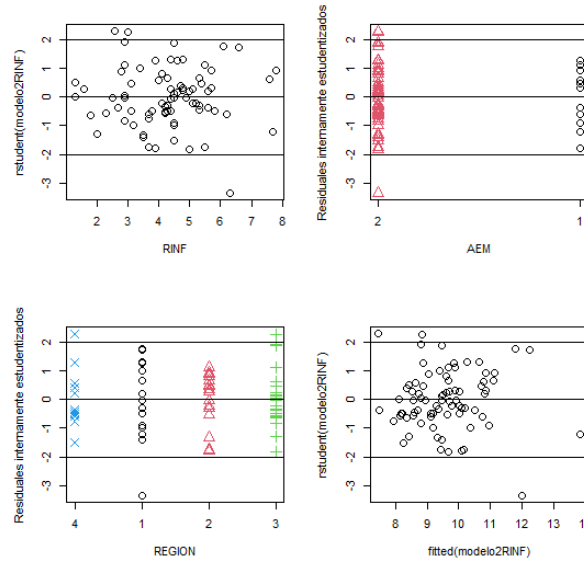 rstudent(modelo2RINF)
2
1
0
-1
-2
-3
2 3 4 5 6 7 8
RINF
Residuales internamente estudentizados
2
1
0
-1
-2
-3
2 1
AEM
Residuales internamente estudentizados
2
1
0
-1
-2
-3
4 1 2 3
REGION
rstudent(modelo2RINF)
2
1
0
-1
-2
-3
8 9 10 11 12 13
fitted(modelo2RINF)